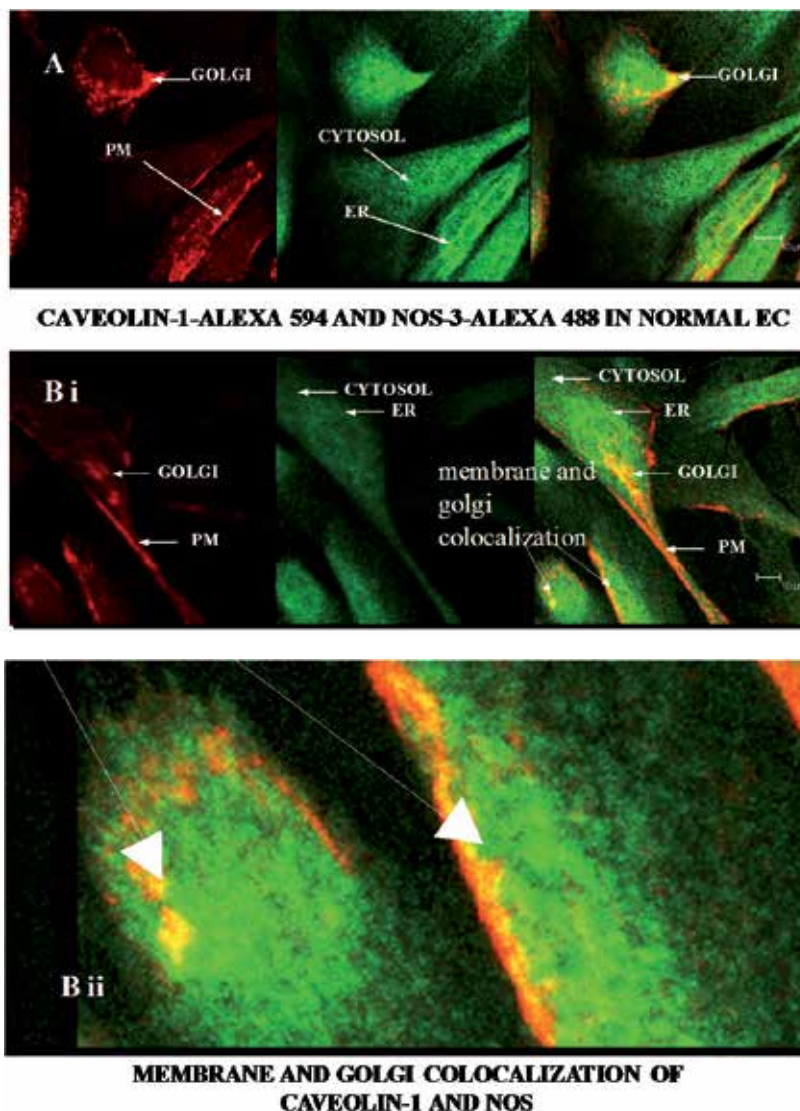 A
GOLGI
PM
CYTOSOL
ER
GOLGI
CAVEOLIN-1-ALEXA 594 AND NOS-3-ALEXA 488 IN NORMAL EC
B i
GOLGI
PM
CYTOSOL
ER
membrane and
golgi
colocalization
CYTOSOL
ER
GOLGI
PM
B ii
MEMBRANE AND GOLGI COLOCALIZATION OF
CAVEOLIN-1 AND NOS